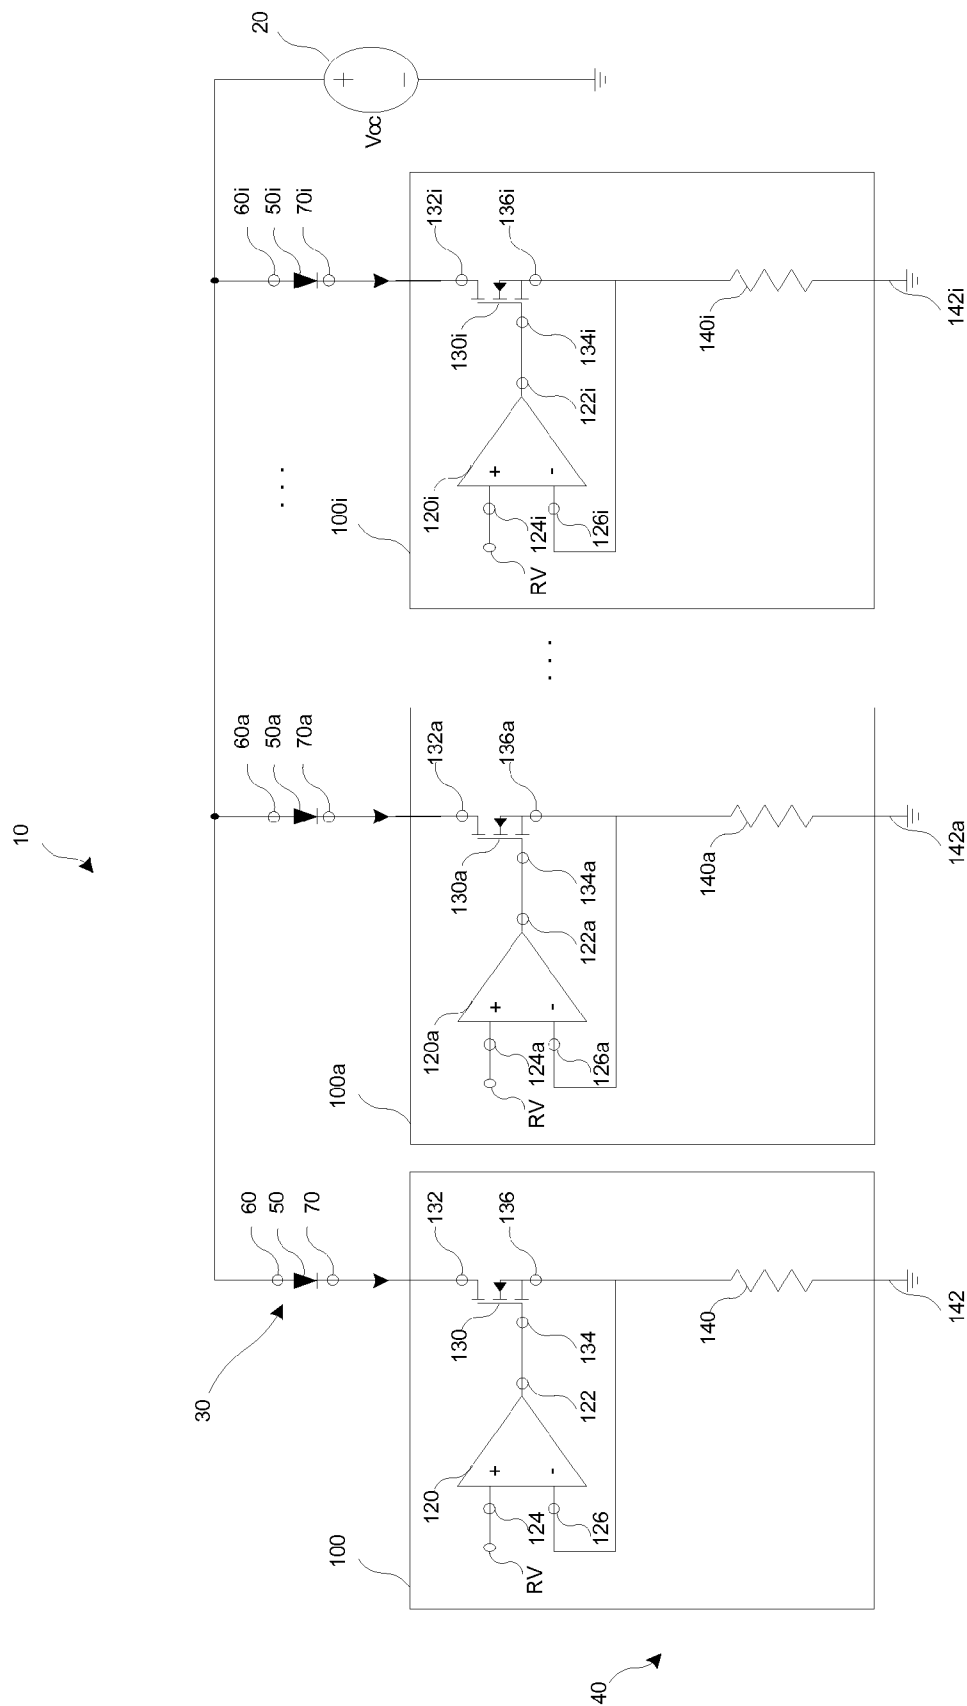 10
20
+
−
Vcc
30
60
50
70
60a
50a
70a
. . .
60i
50i
70i
100
132
136
130
134
122
120
+
-
124
126
RV
140
142
100a
132a
136a
130a
134a
122a
120a
+
-
124a
126a
RV
140a
142a
. . .
100i
132i
136i
130i
134i
122i
120i
+
-
124i
126i
RV
140i
142i
40